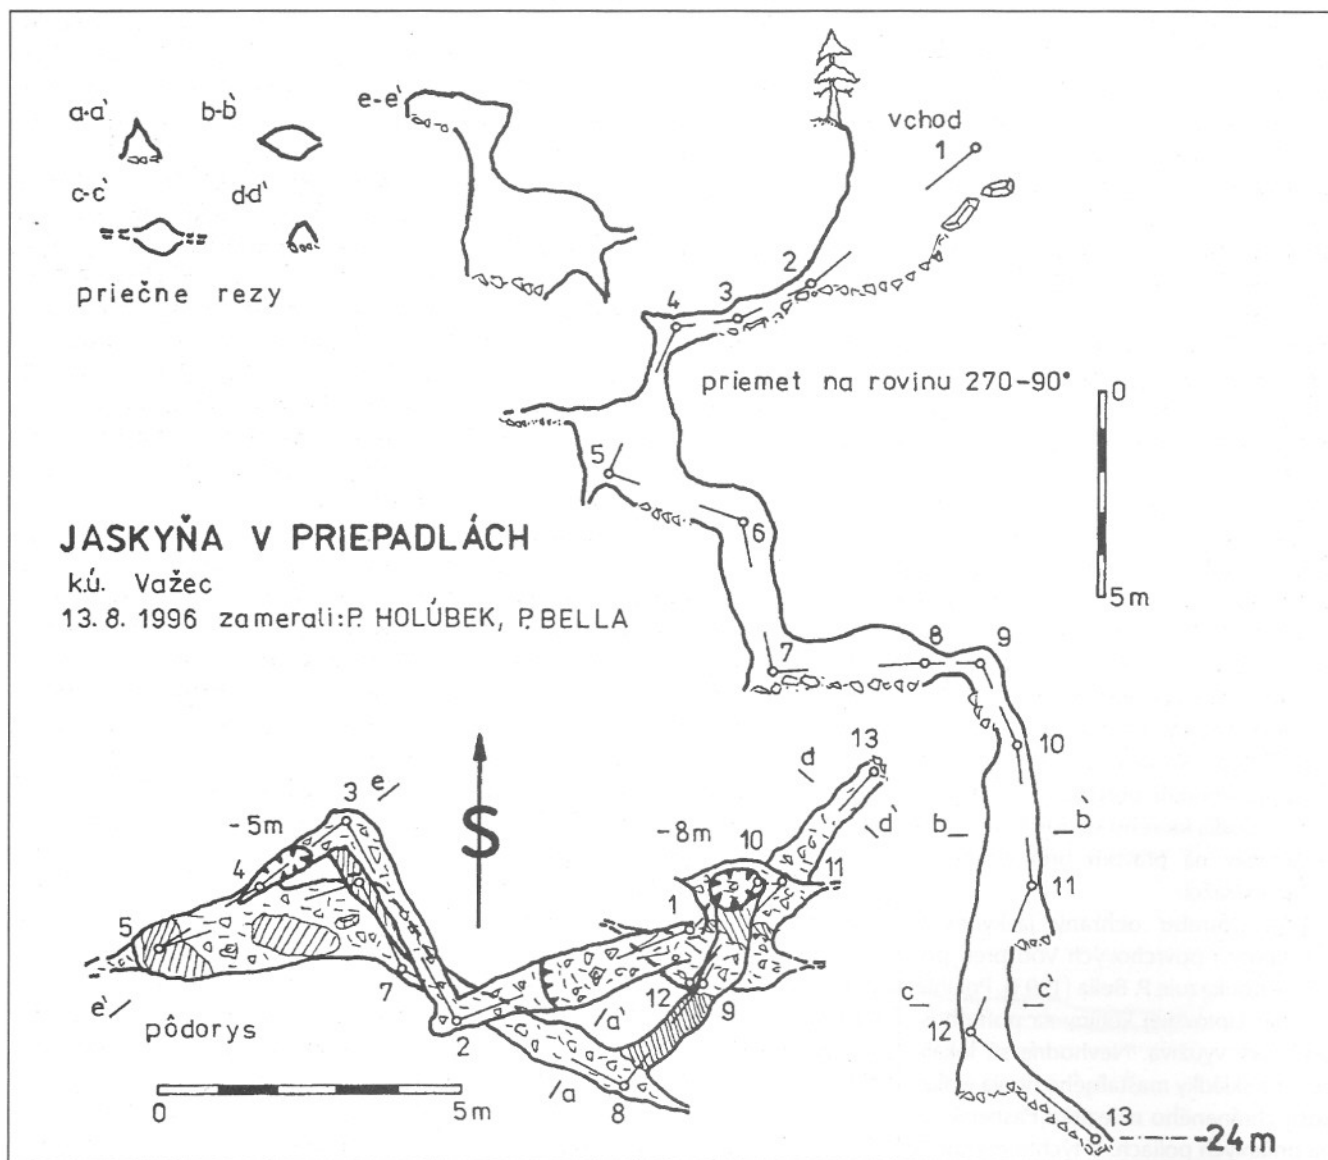 a-a'
b-b'
c-c'
d-d'
e-e'
priečne rezy
vchod
1
2
3
4
5
6
7
8
9
10
11
12
13
priemet na rovinu 270-90°
0
5m
b
b'
c
c'
-24m
JASKYŇA V PRIEPADLÁCH
k.ú. Važec
13.8.1996 zamerali: P. HOLÚBEK, P. BELLA
S
3
e
-5m
4
5
e'
7
2
8
a
a'
1
12
9
-8m
10
11
d
d'
13
pôdorys
0
5m